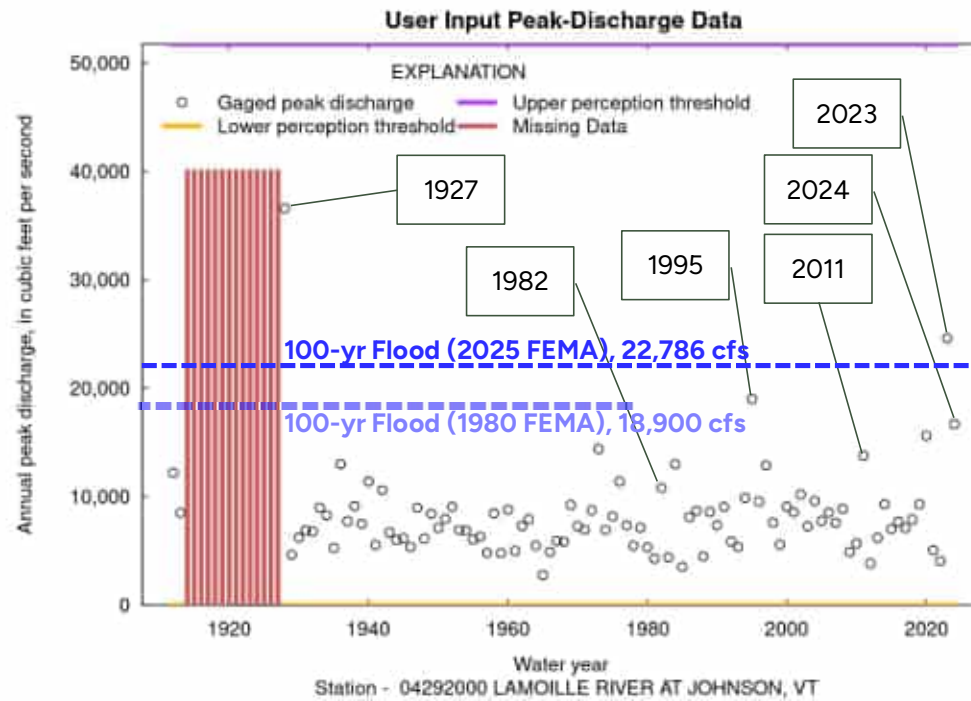 User Input Peak-Discharge Data
Annual peak discharge, in cubic feet per second
50,000
40,000
30,000
20,000
10,000
0
EXPLANATION
Gaged peak discharge
Upper perception threshold
Lower perception threshold
Missing Data
2023
2024
1927
1982
1995
2011
100-yr Flood (2025 FEMA), 22,786 cfs
100-yr Flood (1980 FEMA), 18,900 cfs
1920
1940
1960
1980
2000
2020
Water year
Station - 04292000 LAMOILLE RIVER AT JOHNSON, VT